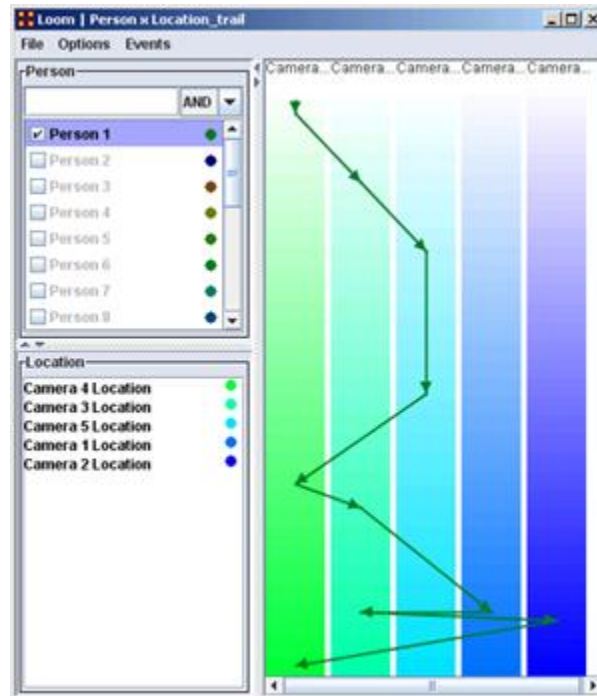 Loom | Person x Location_trail
File Options Events
Person
AND
Person 1
Person 2
Person 3
Person 4
Person 5
Person 6
Person 7
Person 8
Location
Camera 4 Location
Camera 3 Location
Camera 5 Location
Camera 1 Location
Camera 2 Location
Camera... Camera... Camera... Camera... Camera...